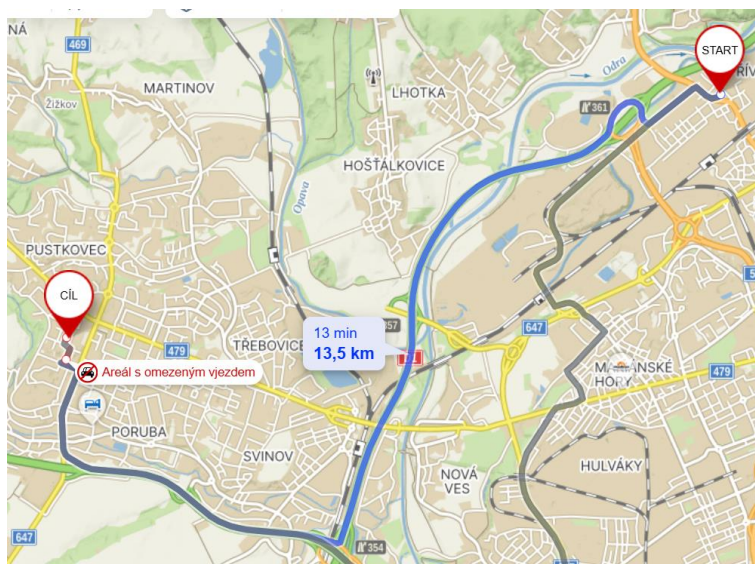 NÁ
469
MARTINOV
LHOTKA
Odra
START
Žižkov
361
HOŠŤÁLKOVICE
Opava
PUSTKOVEC
CÍL
357
13 min
13,5 km
647
TŘEBOVICE
479
Areál s omezeným vjezdem
MARIÁNSKÉ
HORY
479
PORUBA
SVINOV
NOVÁ
VES
HULVÁKY
647
354